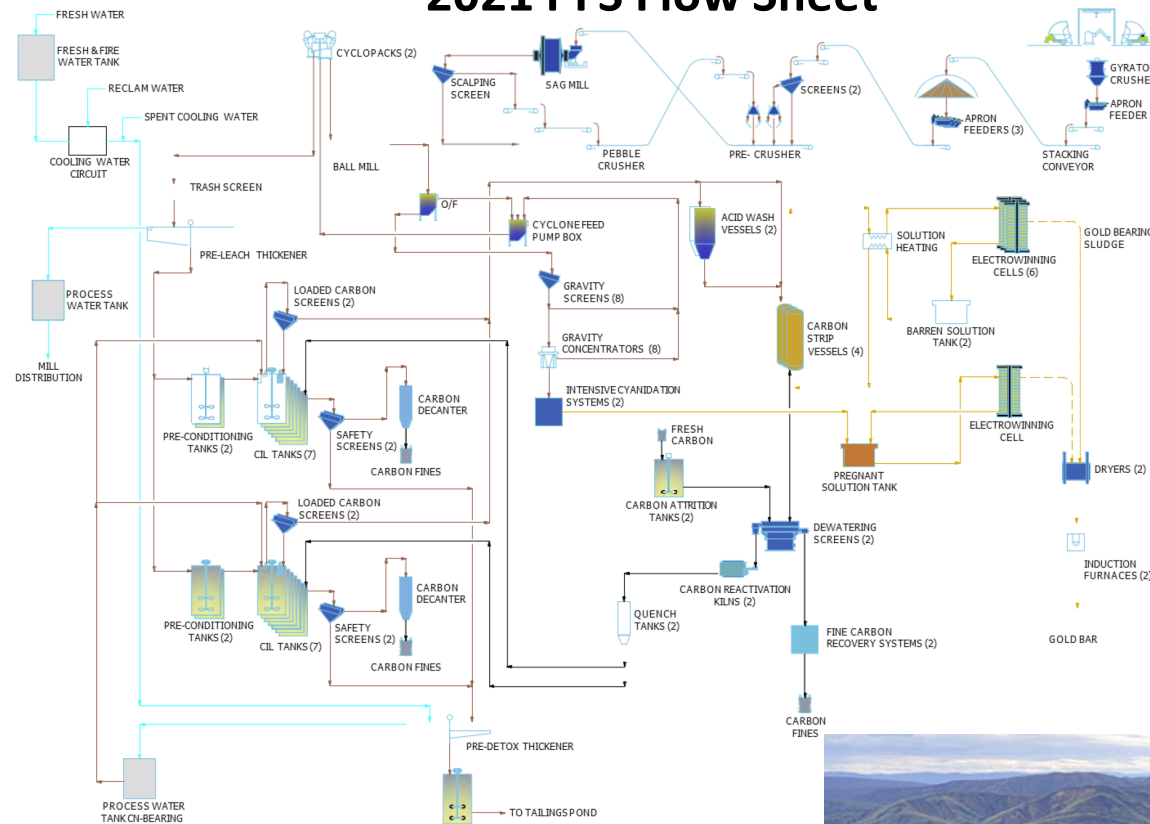 2021 FFS Flow Sheet
FRESH WATER
FRESH & FIRE
WATER TANK
RECLAM WATER
SPENT COOLING WATER
COOLING WATER
CIRCUIT
CYCLOPACKS (2)
SCALPING
SCREEN
SAG MILL
SCREENS (2)
PEBBLE
CRUSHER
PRE- CRUSHER
APRON
FEEDERS (3)
STACKING
CONVEYOR
APRON
FEEDER
BALL MILL
TRASH SCREEN
O/F
CYCLONE FEED
PUMP BOX
ACID WASH
VESSELS (2)
SOLUTION
HEATING
ELECTROWINNING
CELLS (6)
GOLD BEARING
SLUDGE
PRE-LEACH THICKENER
PROCESS
WATER TANK
MILL
DISTRIBUTION
LOADED CARBON
SCREENS (2)
GRAVITY
SCREENS (8)
GRAVITY
CONCENTRATORS (8)
CARBON
STRIP
VESSELS (4)
BARREN SOLUTION
TANK(2)
INTENSIVE CYANIDATION
SYSTEMS (2)
CARBON
DECANTER
PRE-CONDITIONING
TANKS (2)
CIL TANKS (7)
SAFETY
SCREENS (2)
CARBON FINES
FRESH
CARBON
CARBON ATTRITION
TANKS (2)
PREGNANT
SOLUTION TANK
ELECTROWINNING
CELL
DRYERS (2)
LOADED CARBON
SCREENS (2)
DEWATERING
SCREENS (2)
INDUCTION
FURNACES (2)
CARBON REACTIVATION
KILNS (2)
CARBON
DECANTER
PRE-CONDITIONING
TANKS (2)
CIL TANKS (7)
SAFETY
SCREENS (2)
CARBON FINES
QUENCH
TANKS (2)
FINE CARBON
RECOVERY SYSTEMS (2)
GOLD BAR
CARBON
FINES
PRE-DETOX THICKENER
PROCESS WATER
TANK CN-BEARING
TO TAILINGS POND